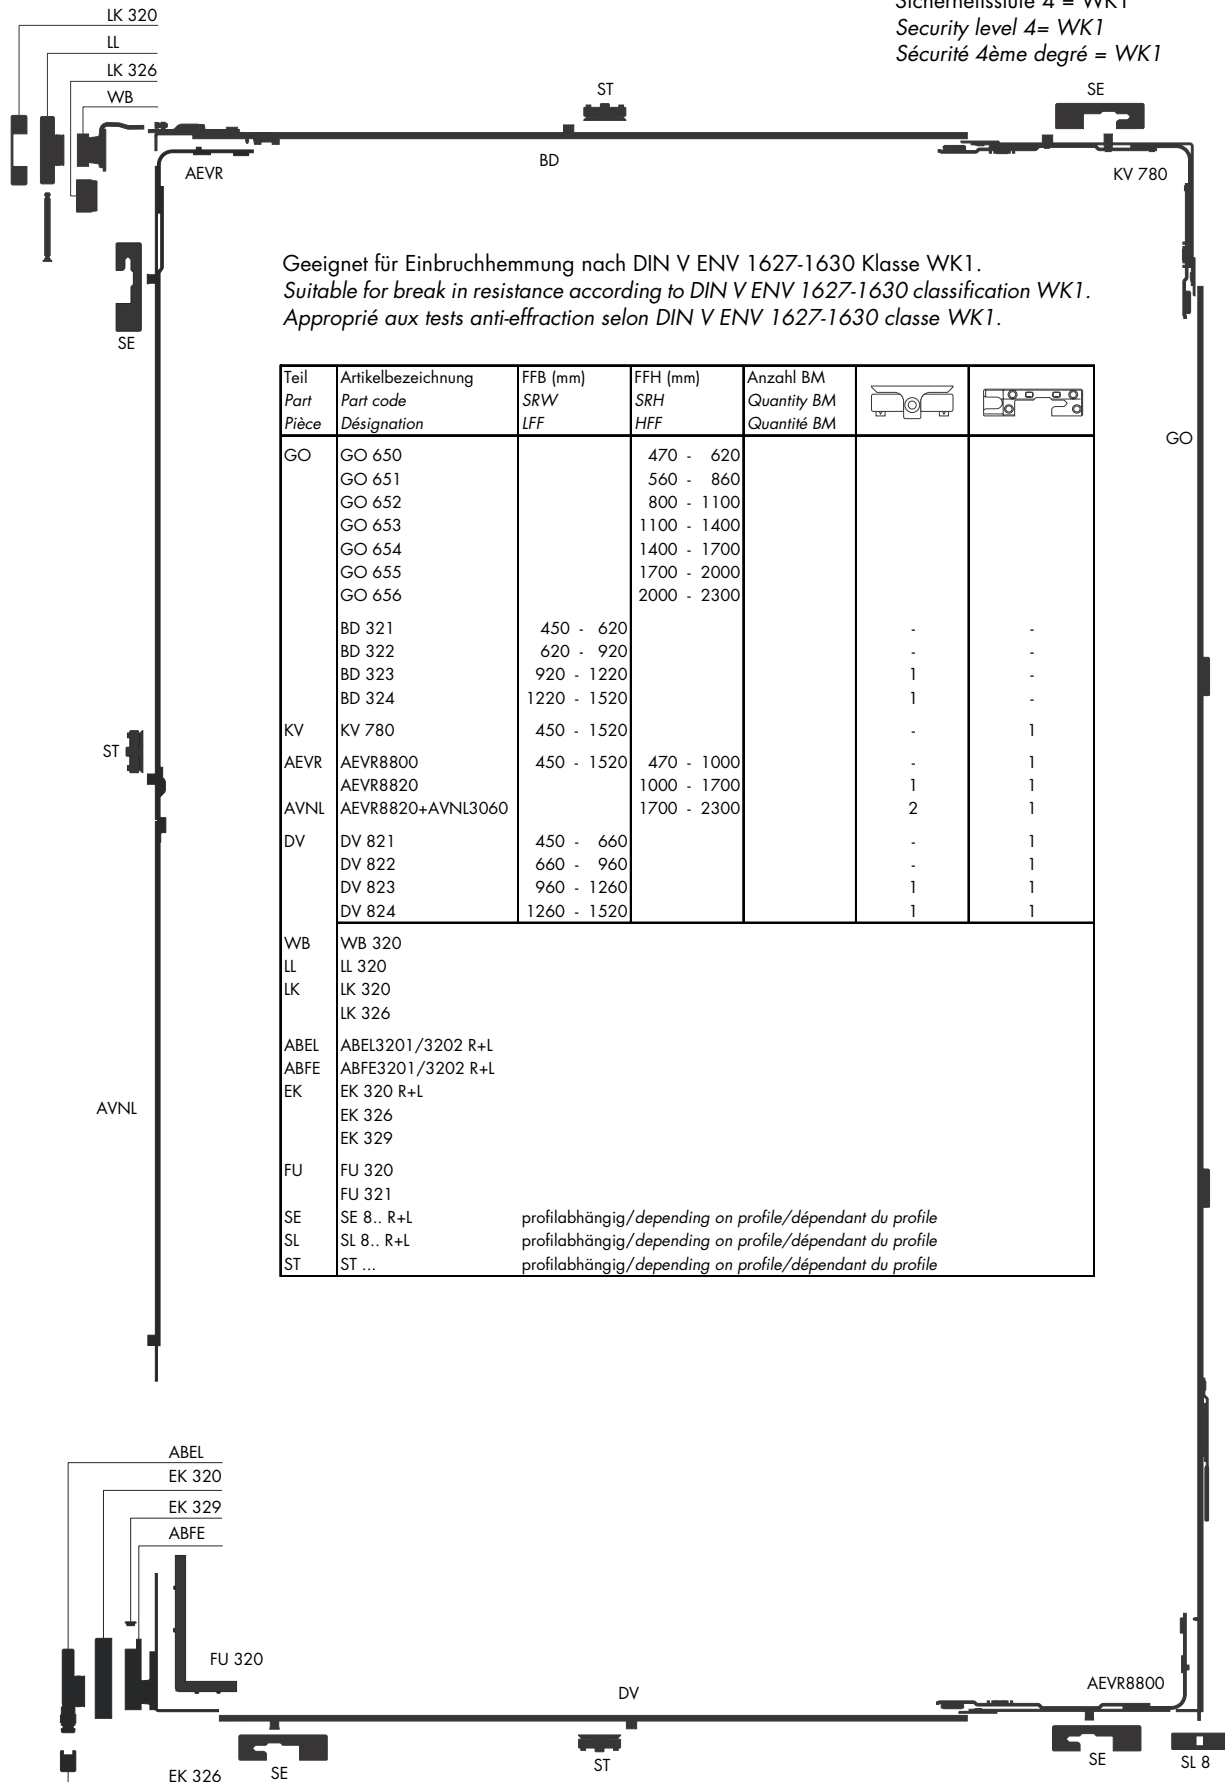 Sicherheitsstufe 4 = WK1
Security level 4= WK1
Sécurité 4ème degré = WK1
LK 320
LL
LK 326
WB
ST
SE
AEVR
BD
KV 780
SE
Geeignet für Einbruchhemmung nach DIN V ENV 1627-1630 Klasse WK1.
Suitable for break in resistance according to DIN V ENV 1627-1630 classification WK1.
Approprié aux tests anti-effraction selon DIN V ENV 1627-1630 classe WK1.
Teil Artikelbezeichnung FFB (mm) FFH (mm) Anzahl BM
Part Part code SRW SRH Quantity BM
Pièce Désignation LFF HFF Quantité BM
GO GO 650 470 - 620
GO 651 560 - 860
GO 652 800 - 1100
GO 653 1100 - 1400
GO 654 1400 - 1700
GO 655 1700 - 2000
GO 656 2000 - 2300
BD 321 450 - 620 - -
BD 322 620 - 920 - -
BD 323 920 - 1220 1 -
BD 324 1220 - 1520 1 -
KV KV 780 450 - 1520 - 1
AEVR AEVR8800 450 - 1520 470 - 1000 - 1
AEVR8820 1000 - 1700 1 1
AVNL AEVR8820+AVNL3060 1700 - 2300 2 1
DV DV 821 450 - 660 - 1
DV 822 660 - 960 - 1
DV 823 960 - 1260 1 1
DV 824 1260 - 1520 1 1
WB WB 320
LL LL 320
LK LK 320
LK 326
ABEL ABEL3201/3202 R+L
ABFE ABFE3201/3202 R+L
EK EK 320 R+L
EK 326
EK 329
FU FU 320
FU 321
SE SE 8.. R+L profilabhängig/depending on profile/dépendant du profile
SL SL 8.. R+L profilabhängig/depending on profile/dépendant du profile
ST ST ... profilabhängig/depending on profile/dépendant du profile
GO
ST
AVNL
ABEL
EK 320
EK 329
ABFE
FU 320
DV
AEVR8800
EK 326
SE
ST
SE
SL 8